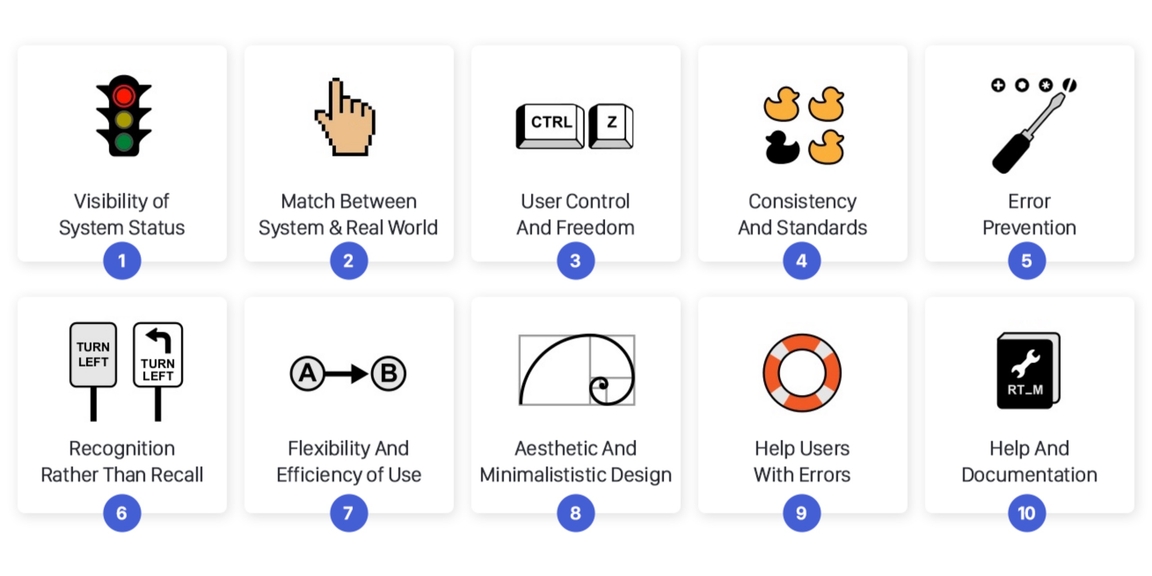 CTRL
Z
Visibility of
System Status
1
Match Between
System & Real World
2
User Control
And Freedom
3
Consistency
And Standards
4
Error
Prevention
5
TURN
LEFT
TURN
LEFT
Recognition
Rather Than Recall
6
A
B
Flexibility And
Efficiency of Use
7
Aesthetic And
Minimalististic Design
8
Help Users
With Errors
9
RT_M
Help And
Documentation
10